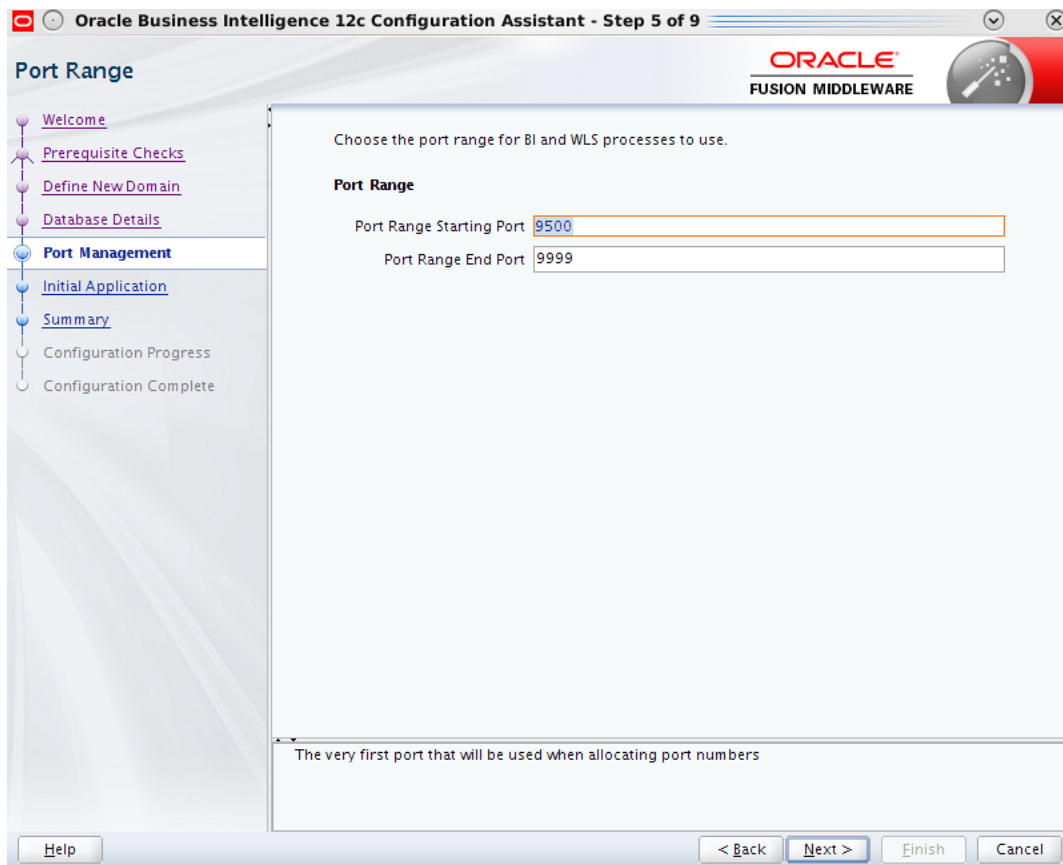 Oracle Business Intelligence 12c Configuration Assistant - Step 5 of 9
Port Range
ORACLE
FUSION MIDDLEWARE
Welcome
Prerequisite Checks
Define New Domain
Database Details
Port Management
Initial Application
Summary
Configuration Progress
Configuration Complete
Choose the port range for BI and WLS processes to use.
Port Range
Port Range Starting Port 9500
Port Range End Port 9999
The very first port that will be used when allocating port numbers
Help
< Back Next > Finish Cancel